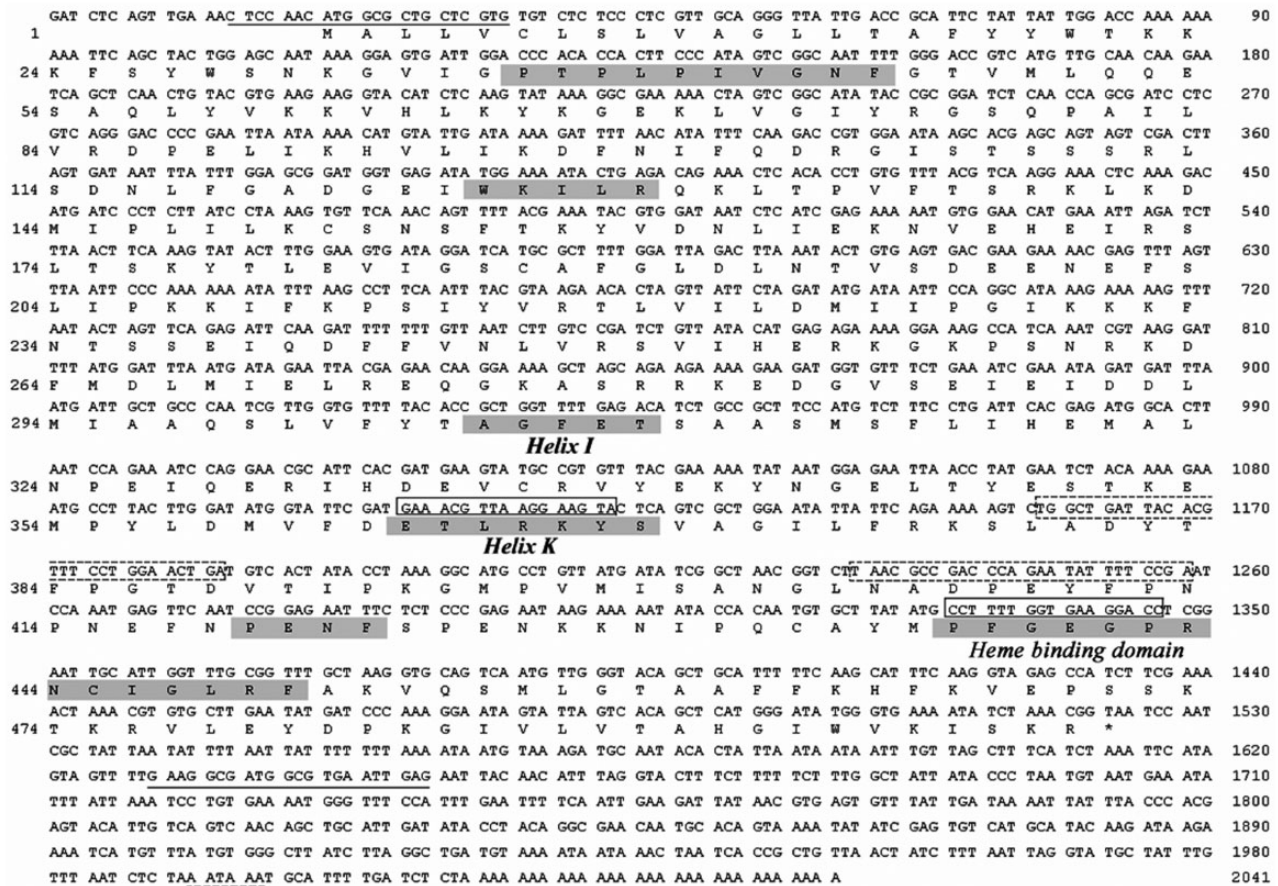 GAT CTC AGT TGA AAC TCC AAC ATG GCG CTG CTC GTG TGT CTC TCC CTC GTT GCA GGG TTA TTG ACC GCA TTC TAT TAT TGG ACC AAA AAA 90
1 M A L L V C L S L V A G L L T A F Y Y W T K K
AAA TTC AGC TAC TGG AGC AAT AAA GGA GTG ATT GGA CCC ACA CCA CTT CCC ATA GTC GGC AAT TTT GGG ACC GTC ATG TTG CAA CAA GAA 180
24 K F S Y W S N K G V I G P T P L P I V G N F G T V M L Q Q E
TCA GCT CAA CTG TAC GTG AAG AAG GTA CAT CTC AAG TAT AAA GGC GAA AAA CTA GTC GGC ATA TAC CGC GGA TCT CAA CCA GCG ATC CTC 270
54 S A Q L Y V K K V H L K Y K G E K L V G I Y R G S Q P A I L
GTC AGG GAC CCC GAA TTA ATA AAA CAT GTA TTG ATA AAA GAT TTT AAC ATA TTT CAA GAC CGT GGA ATA AGC ACG AGC AGT AGT CGA CTT 360
84 V R D P E L I K H V L I K D F N I F Q D R G I S T S S S R L
AGT GAT AAT TTA TTT GGA GCG GAT GGT GAG ATA TGG AAA ATA CTG AGA CAG AAA CTC ACA CCT GTG TTT ACG TCA AGG AAA CTC AAA GAC 450
114 S D N L F G A D G E I W K I L R Q K L T P V F T S R K L K D
ATG ATC CCT CTT ATC CTA AAG TGT TCA AAC AGT TTT ACG AAA TAC GTG GAT AAT CTC ATC GAG AAA AAT GTG GAA CAT GAA ATT AGA TCT 540
144 M I P L I L K C S N S F T K Y V D N L I E K N V E H E I R S
TTA ACT TCA AAG TAT ACT TTG GAA GTG ATA GGA TCA TGC GCT TTT GGA TTA GAC TTA AAT ACT GTG AGT GAC GAA GAA AAC GAG TTT AGT 630
174 L T S K Y T L E V I G S C A F G L D L N T V S D E E N E F S
TTA ATT CCC AAA AAA ATA TTT AAG CCT TCA ATT TAC GTA AGA ACA CTA GTT ATT CTA GAT ATG ATA ATT CCA GGC ATA AAG AAA AAG TTT 720
204 L I P K K I F K P S I Y V R T L V I L D M I I P G I K K K F
AAT ACT AGT TCA GAG ATT CAA GAT TTT TTT GTT AAT CTT GTC CGA TCT GTT ATA CAT GAG AGA AAA GGA AAG CCA TCA AAT CGT AAG GAT 810
234 N T S S E I Q D F F V N L V R S V I H E R K G K P S N R K D
TTT ATG GAT TTA ATG ATA GAA TTA CGA GAA CAA GGA AAA GCT AGC AGA AGA AAA GAA GAT GGT GTT TCT GAA ATC GAA ATA GAT GAT TTA 900
264 F M D L M I E L R E Q G K A S R R K E D G V S E I E I D D L
ATG ATT GCT GCC CAA TCG TTG GTG TTT TAC ACC GCT GGT TTT GAG ACA TCT GCC GCT TCC ATG TCT TTC CTG ATT CAC GAG ATG GCA CTT 990
294 M I A A Q S L V F Y T A G F E T S A A S M S F L I H E M A L
Helix I
AAT CCA GAA ATC CAG GAA CGC ATT CAC GAT GAA GTA TGC CGT GTT TAC GAA AAA TAT AAT GGA GAA TTA ACC TAT GAA TCT ACA AAA GAA 1080
324 N P E I Q E R I H D E V C R V Y E K Y N G E L T Y E S T K E
ATG CCT TAC TTG GAT ATG GTA TTC GAT GAA ACG TTA AGG AAG TAC TCA GTC GCT GGA ATA TTA TTC AGA AAA AGT CTG GCT GAT TAC ACG 1170
354 M P Y L D M V F D E T L R K Y S V A G I L F R K S L A D Y T
Helix K
TTT CCT GGA ACT GAT GTC ACT ATA CCT AAA GGC ATG CCT GTT ATG ATA TCG GCT AAC GGT CTT AAC GCC GAC CCA GAA TAT TTT CCG AAT 1260
384 F P G T D V T I P K G M P V M I S A N G L N A D P E Y F P N
CCA AAT GAG TTC AAT CCG GAG AAT TTC TCT CCC GAG AAT AAG AAA AAT ATA CCA CAA TGT GCT TAT ATG CCT TTT GGT GAA GGA CCT CGG 1350
414 P N E F N P E N F S P E N K K N I P Q C A Y M P F G E G P R
Heme binding domain
AAT TGC ATT GGT TTG CGG TTT GCT AAG GTG CAG TCA ATG TTG GGT ACA GCT GCA TTT TTC AAG CAT TTC AAG GTA GAG CCA TCT TCG AAA 1440
444 N C I G L R F A K V Q S M L G T A A F F K H F K V E P S S K
ACT AAA CGT GTG CTT GAA TAT GAT CCC AAA GGA ATA GTA TTA GTC ACA GCT CAT GGG ATA TGG GTG AAA ATA TCT AAA CGG TAA TCC AAT 1530
474 T K R V L E Y D P K G I V L V T A H G I W V K I S K R *
CGC TAT TAA TAT TTT AAT TAT TTT TTT AAA ATA ATG TAA AGA TGC AAT ACA CTA TTA ATA ATA ATT TGT TAG CTT TCA TCT AAA TTC ATA 1620
GTA GTT TTG AAG GCG ATG GCG TGA ATT GAG AAT TAC AAC ATT TAG GTA CTT TCT TTT TCT TTG GCT ATT ATA CCC TAA TGT AAT GAA ATA 1710
TTT ATT AAA TCC TGT GAA AAT GGG TTT CCA TTT GAA TTT TCA ATT GAA GAT TAT AAC GTG AGT GTT TAT TGA TAA AAT TAT TTA CCC ACG 1800
AGT ACA TTG TCA GTC AAC AGC TGC ATT GAT ATA CCT ACA GGC GAA CAA TGC ACA GTA AAA TAT ATC GAG TGT CAT GCA TAC AAG ATA AGA 1890
AAA TCA TGT TTA TGT GGG CTT ATC TTA GGC TGA TGT AAA ATA ATA AAC TAA TCA CCG CTG TTA ACT ATC TTT AAT TAG GTA TGC TAT TTG 1980
TTT AAT CTC TAA ATA AAT GCA TTT TGA TCT CTA AAA AAA AAA AAA AAA AAA AAA AAA AAA A 2041